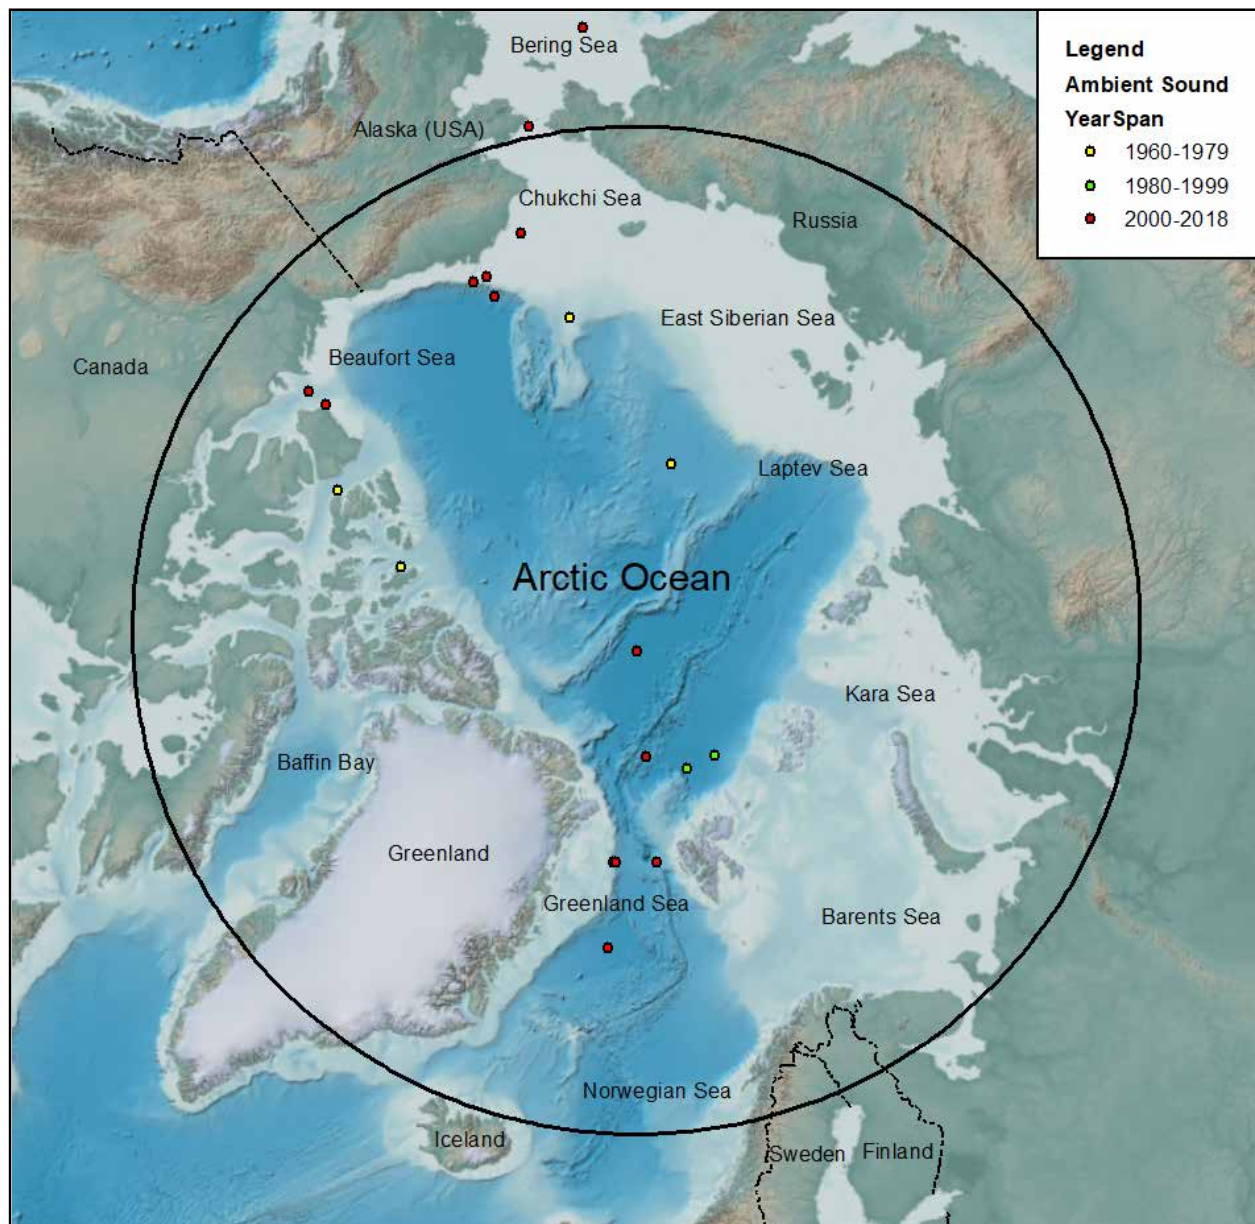 Bering Sea
Legend
Ambient Sound
YearSpan
1960-1979
1980-1999
2000-2018
Alaska (USA)
Chukchi Sea
Russia
East Siberian Sea
Beaufort Sea
Canada
Laptev Sea
Arctic Ocean
Kara Sea
Baffin Bay
Greenland
Greenland Sea
Barents Sea
Norwegian Sea
Iceland
Sweden
Finland